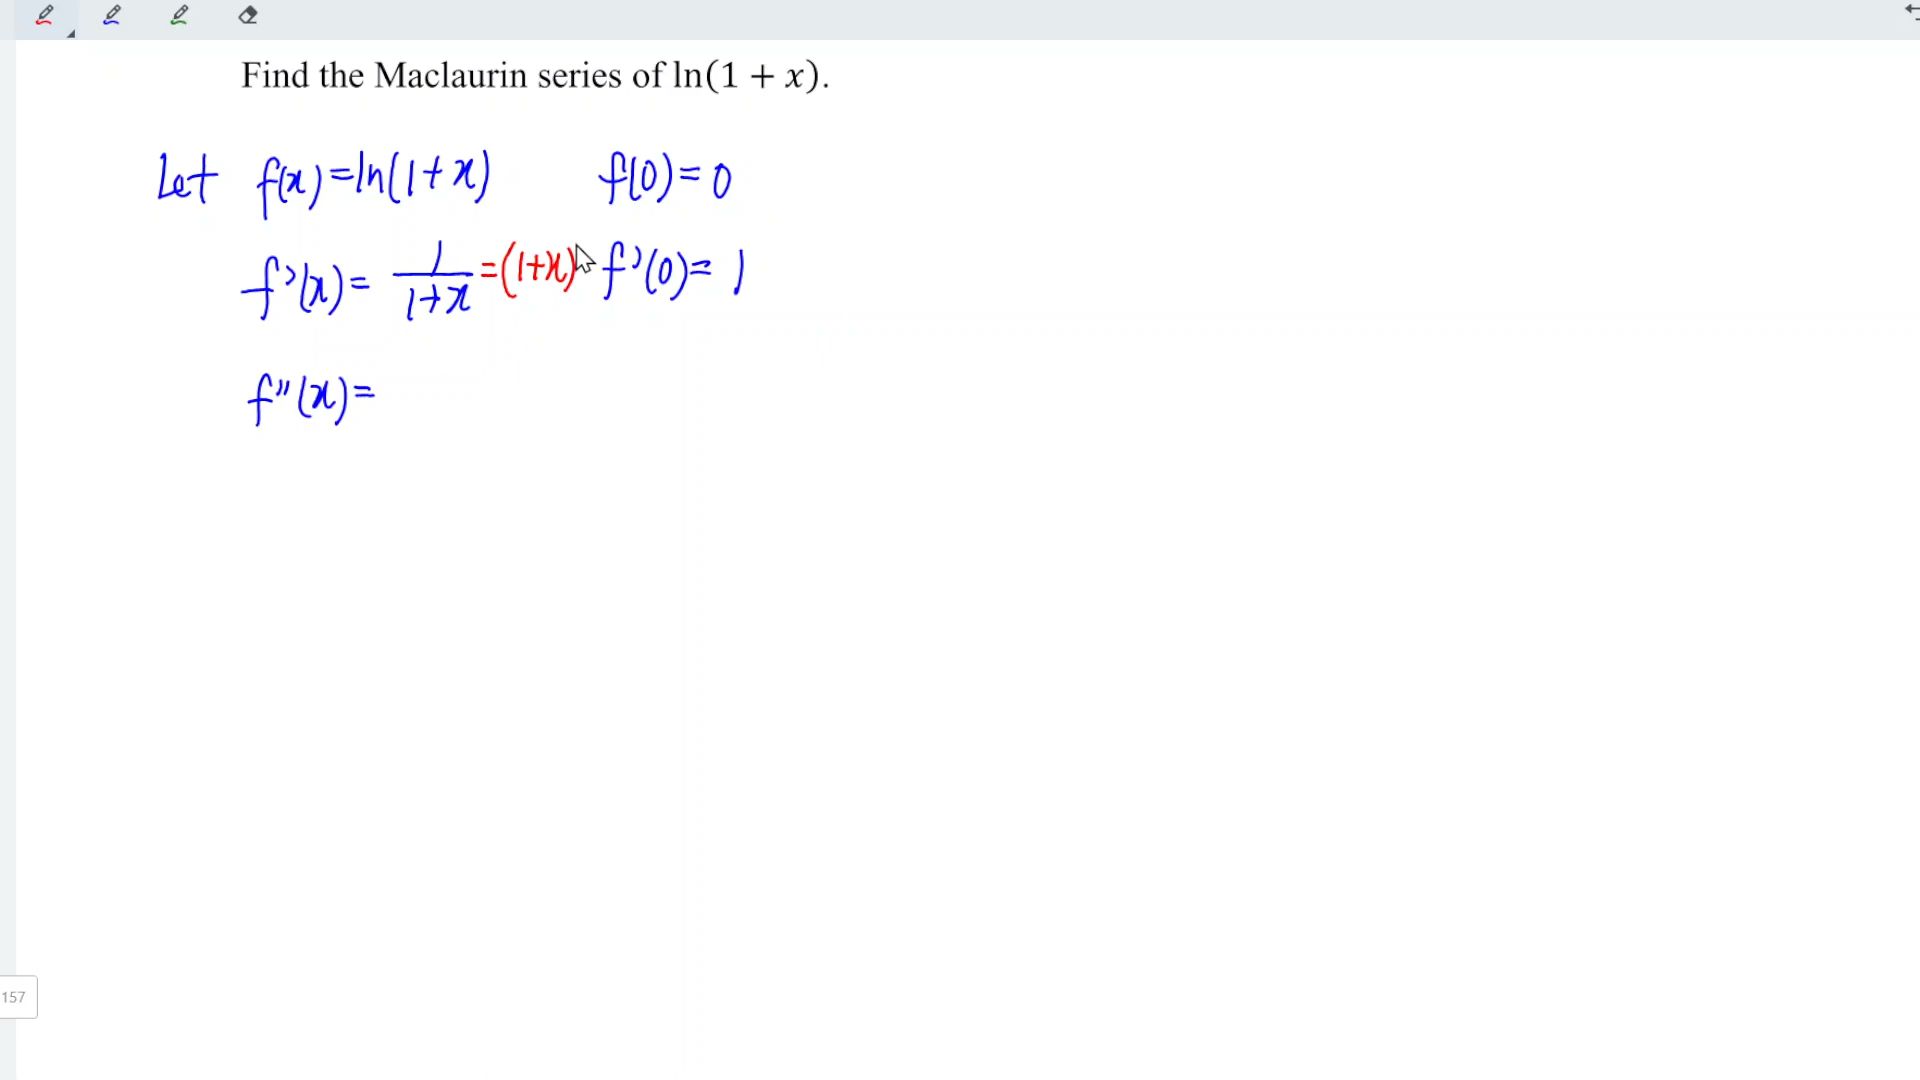 Find the Maclaurin series of ln(1 + x).
Let f(x)=ln(1+x) f(0)=0
f'(x)= 1/1+x =(1+x) f'(0)= 1
f''(x)=
157